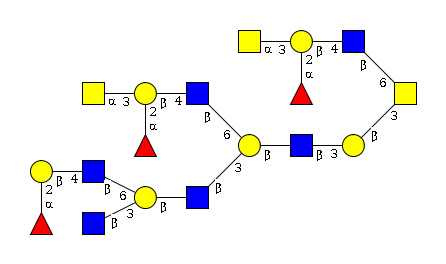 α 3 β 4
2 β
α 6
α 3 β 4
2 β 3
α 6 β
β β 3
3
β 4
2 β 6 β
α 3 β
β